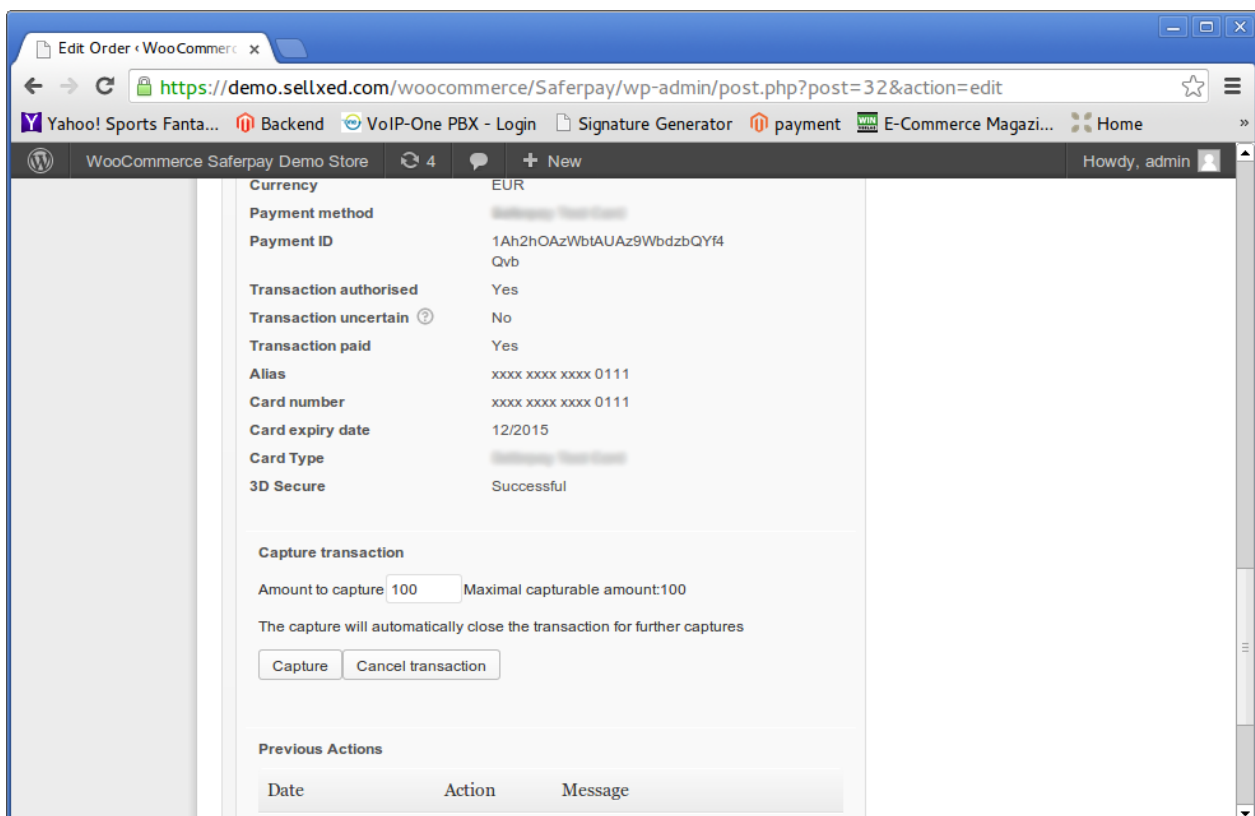 Edit Order ‹ WooCommerc
https://demo.sellxed.com/woocommerce/Saferpay/wp-admin/post.php?post=32&action=edit
Yahoo! Sports Fanta... Backend VoIP-One PBX - Login Signature Generator payment E-Commerce Magazi... Home »
WooCommerce Saferpay Demo Store 4 + New Howdy, admin
Currency EUR
Payment method
Payment ID 1Ah2hOAzWbtAUAz9WbdzbQYf4
Qvb
Transaction authorised Yes
Transaction uncertain ? No
Transaction paid Yes
Alias xxxx xxxx xxxx 0111
Card number xxxx xxxx xxxx 0111
Card expiry date 12/2015
Card Type
3D Secure Successful
Capture transaction
Amount to capture 100 Maximal capturable amount:100
The capture will automatically close the transaction for further captures
Capture Cancel transaction
Previous Actions
Date Action Message